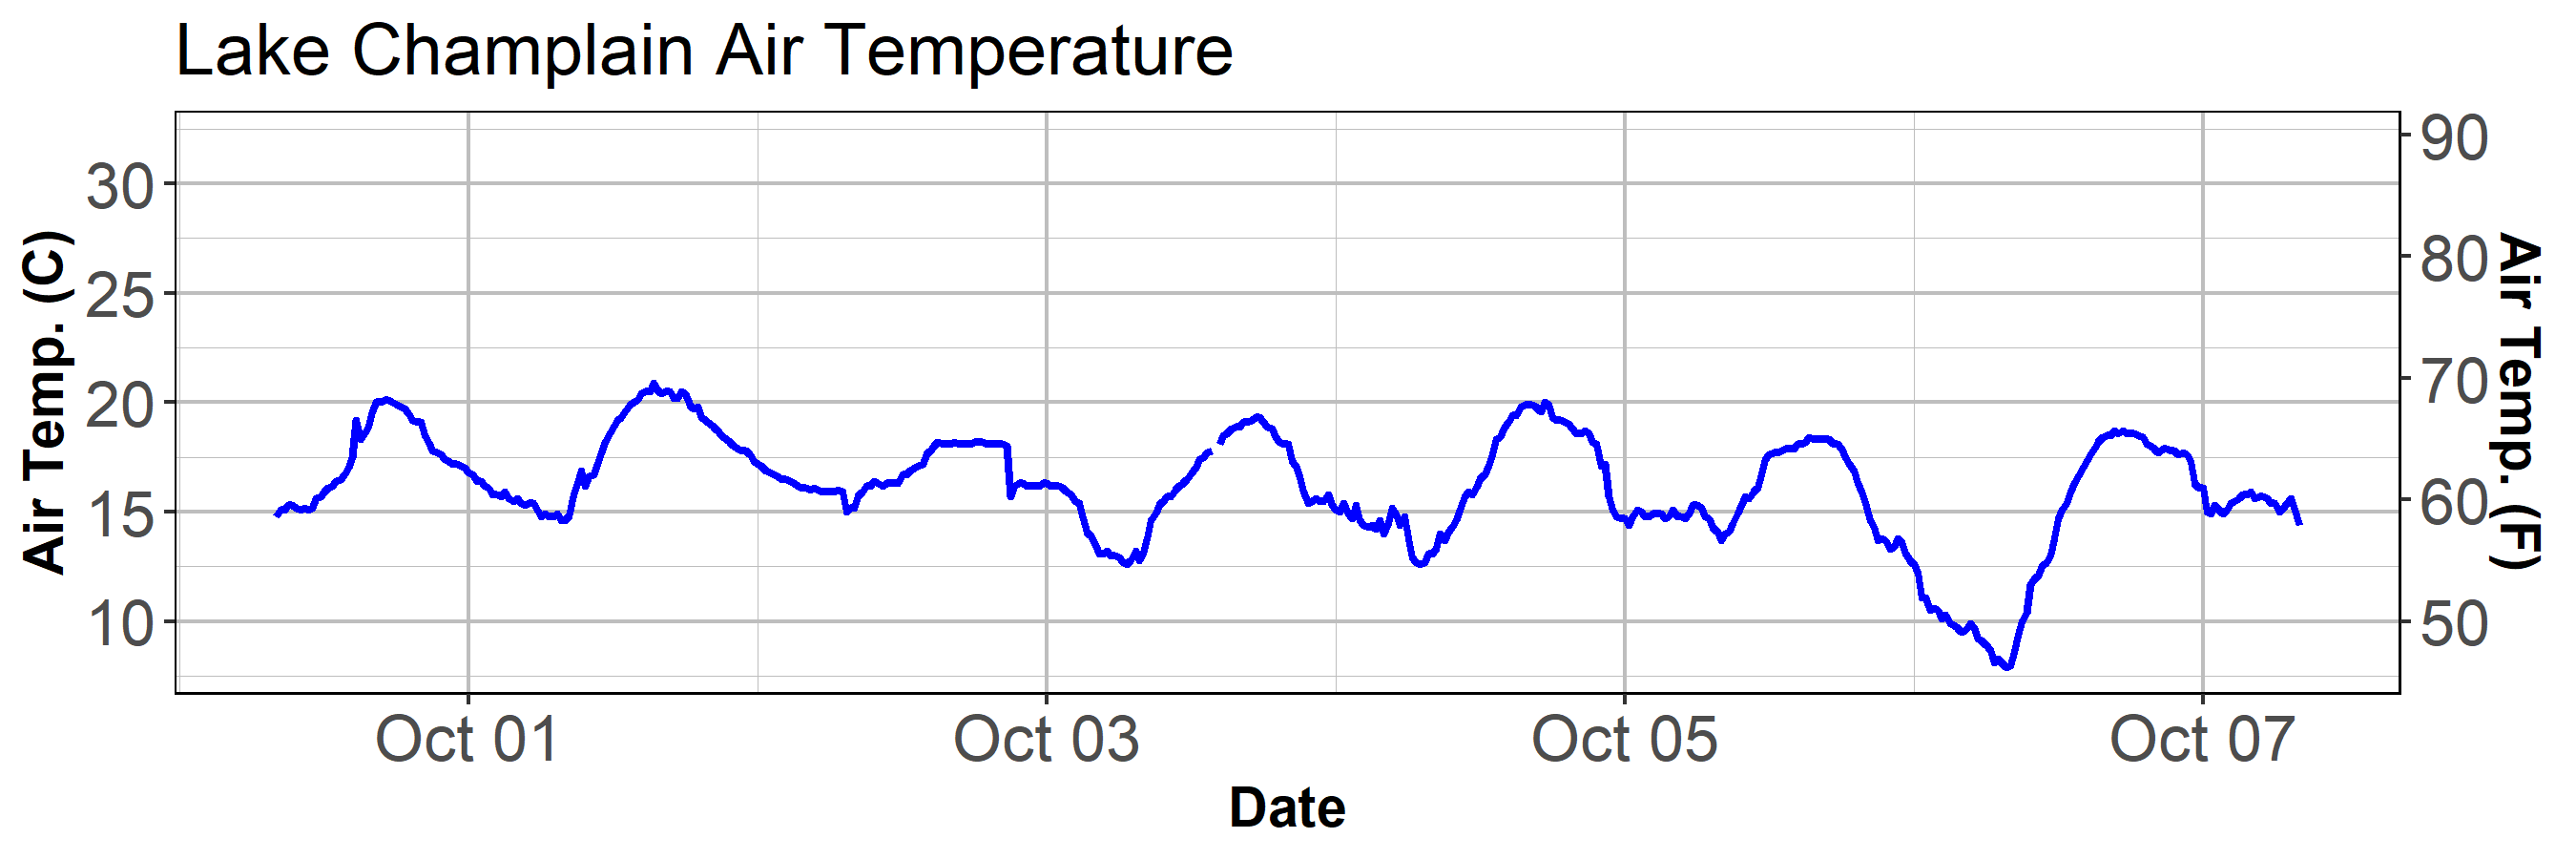 Lake Champlain Air Temperature
Air Temp. (C)
30
25
20
15
10
90
80
70
60
50
Air Temp. (F)
Oct 01 Oct 03 Oct 05 Oct 07
Date